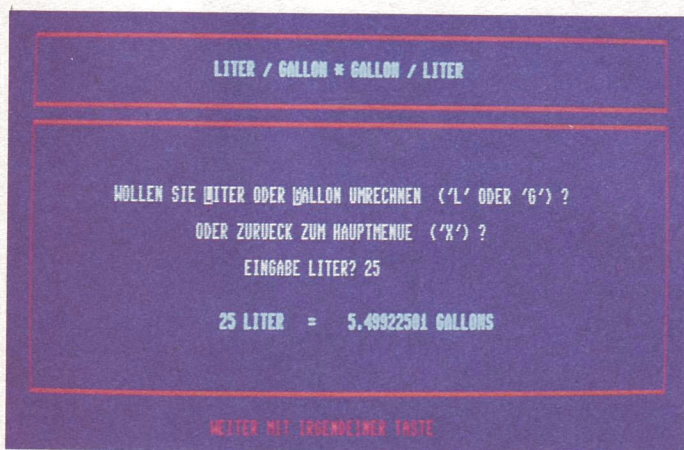 LITER / GALLON * GALLON / LITER
WOLLEN SIE LITER ODER GALLON UMRECHNEN ('L' ODER 'G') ?
ODER ZURUECK ZUM HAUPTMENUE ('X') ?
EINGABE LITER? 25
25 LITER = 5.49922501 GALLONS
WEITER MIT IRGENDEINER TASTE